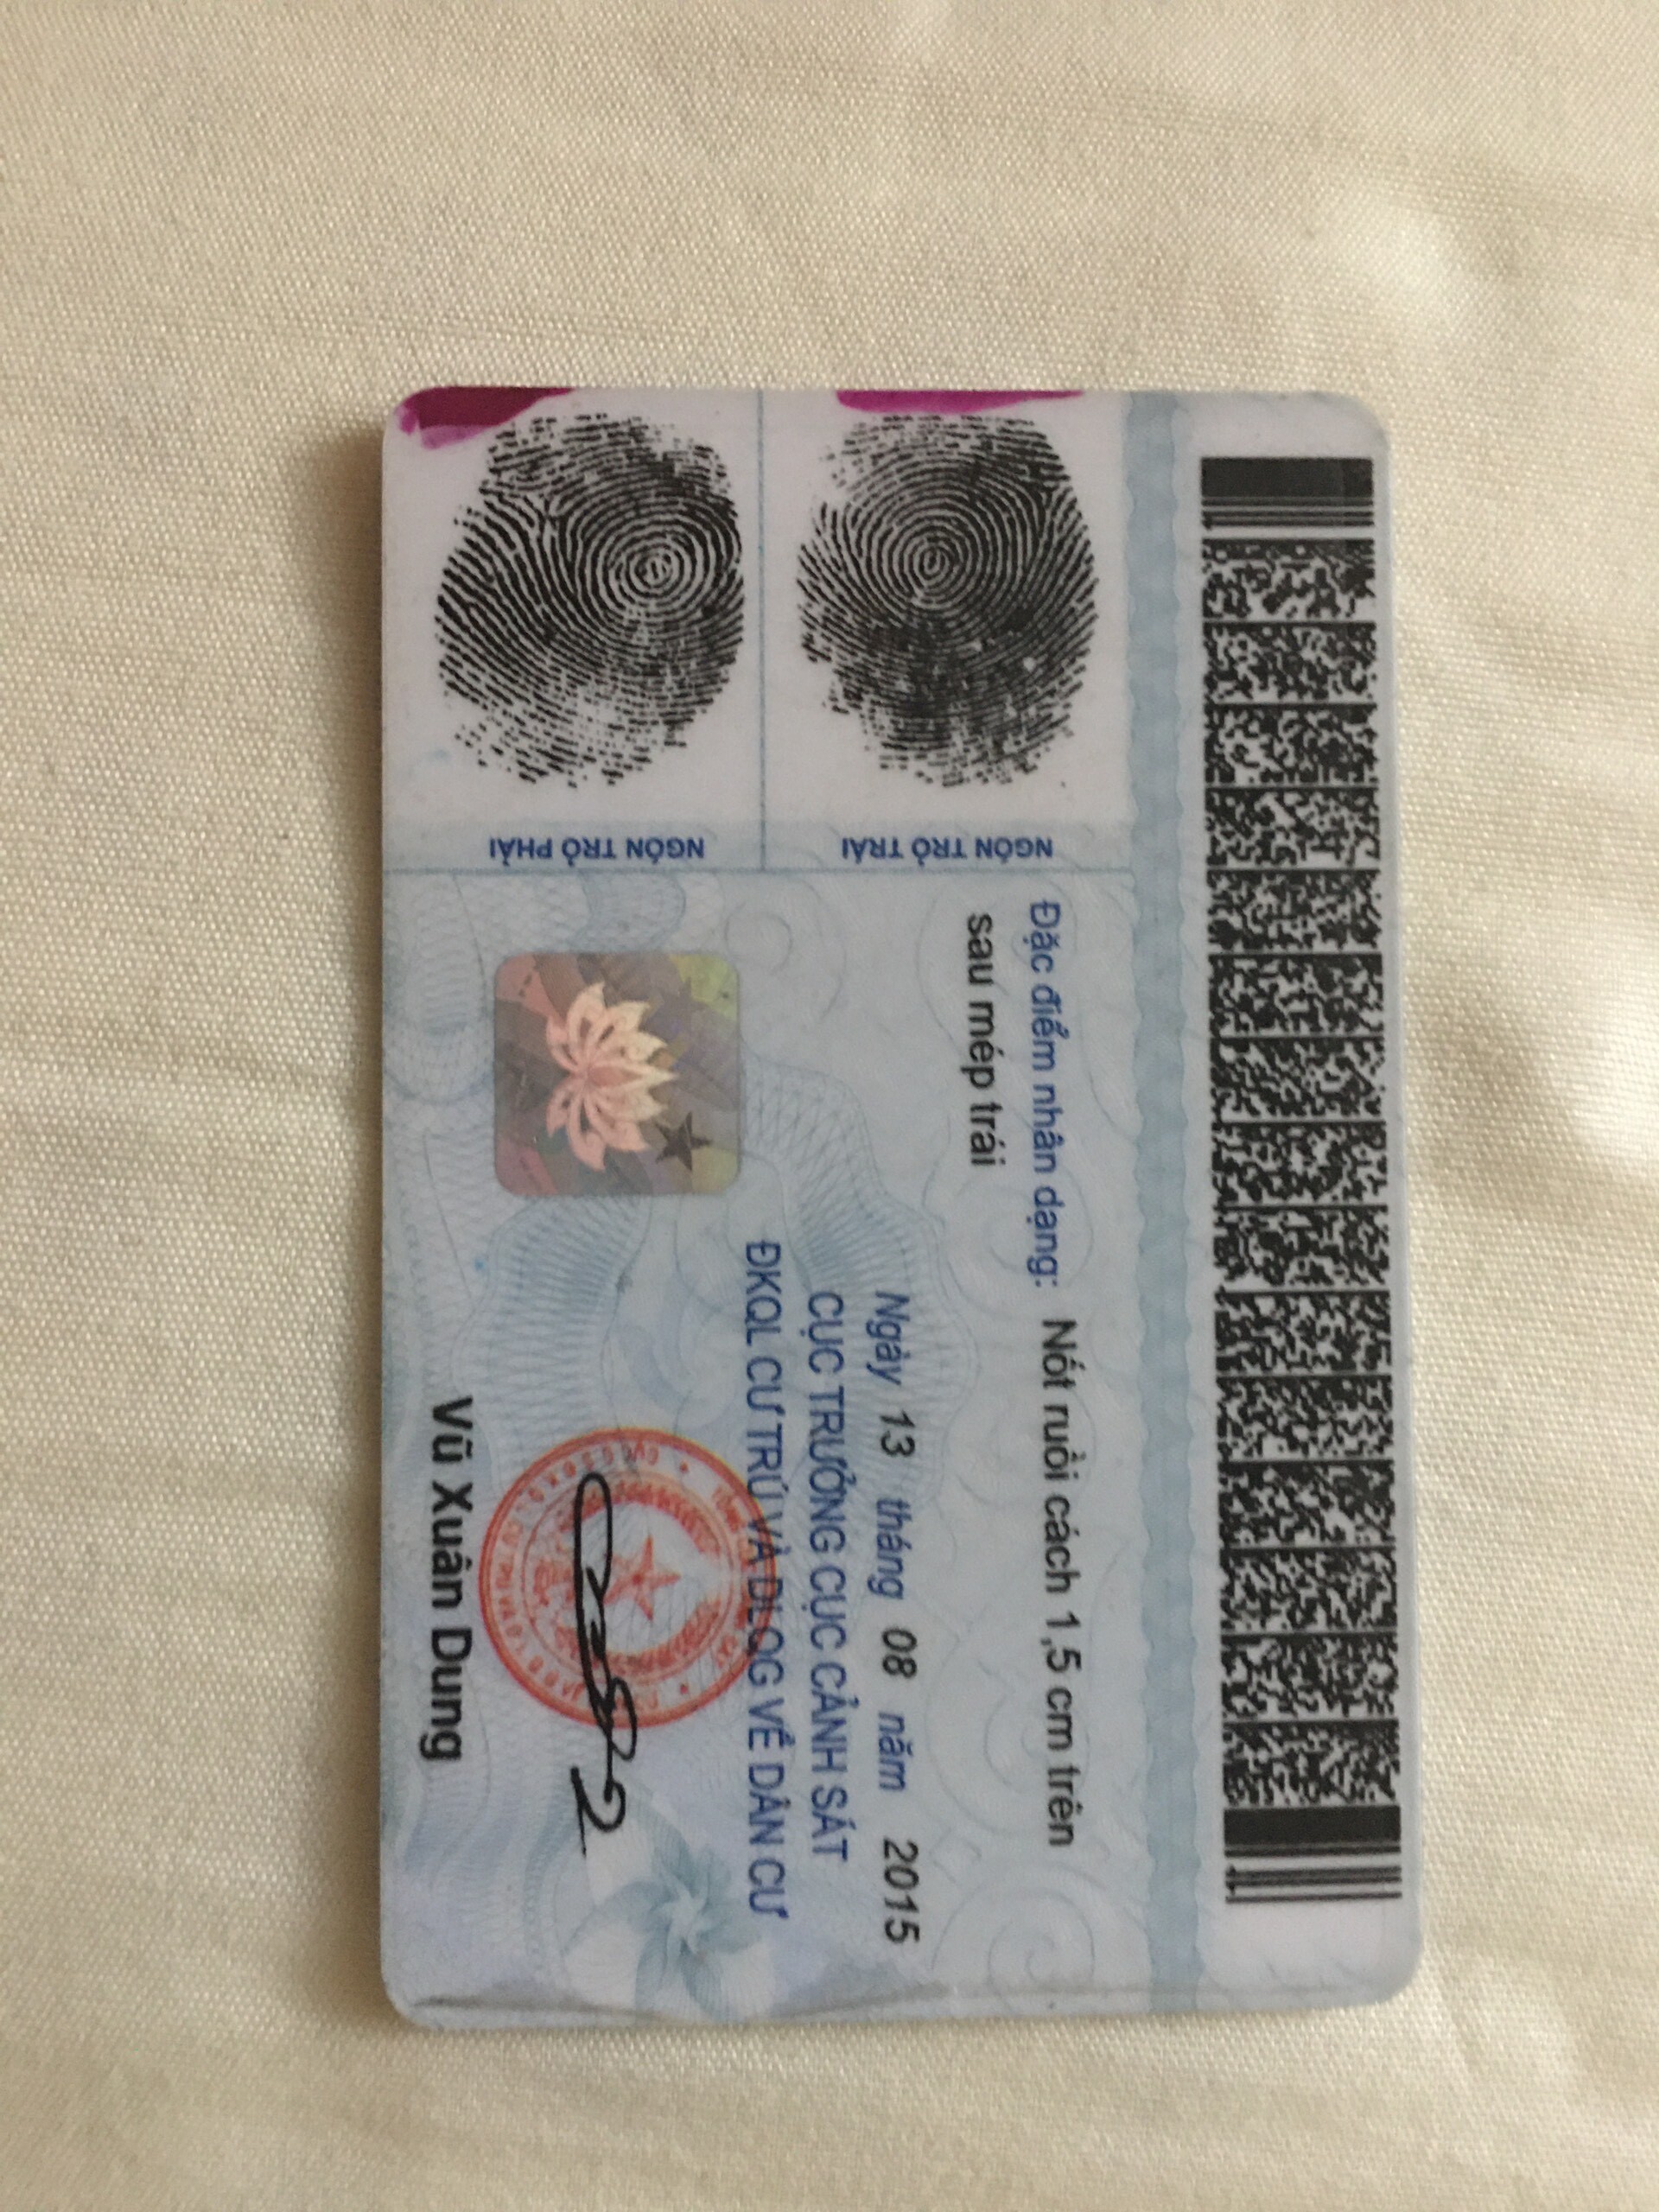 Đặc điểm nhân dạng: Nốt ruồi cách 1,5 cm trên
sau mép trái
NGÓN TRỎ TRÁI
NGÓN TRỎ PHẢI
Ngày 13 tháng 08 năm 2015
CỤC TRƯỞNG CỤC CẢNH SÁT
ĐKQL CƯ TRÚ VÀ DLQG VỀ DÂN CƯ
Vũ Xuân Dung